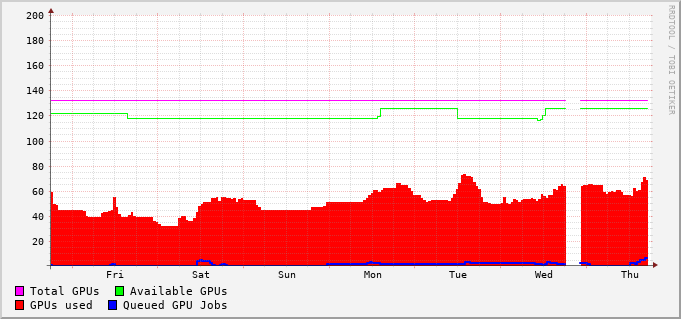 200
180
160
140
120
100
80
60
40
20
Fri Sat Sun Mon Tue Wed Thu
Total GPUs Available GPUs
GPUs used Queued GPU Jobs
RRDTOOL / TOBI OETIKER